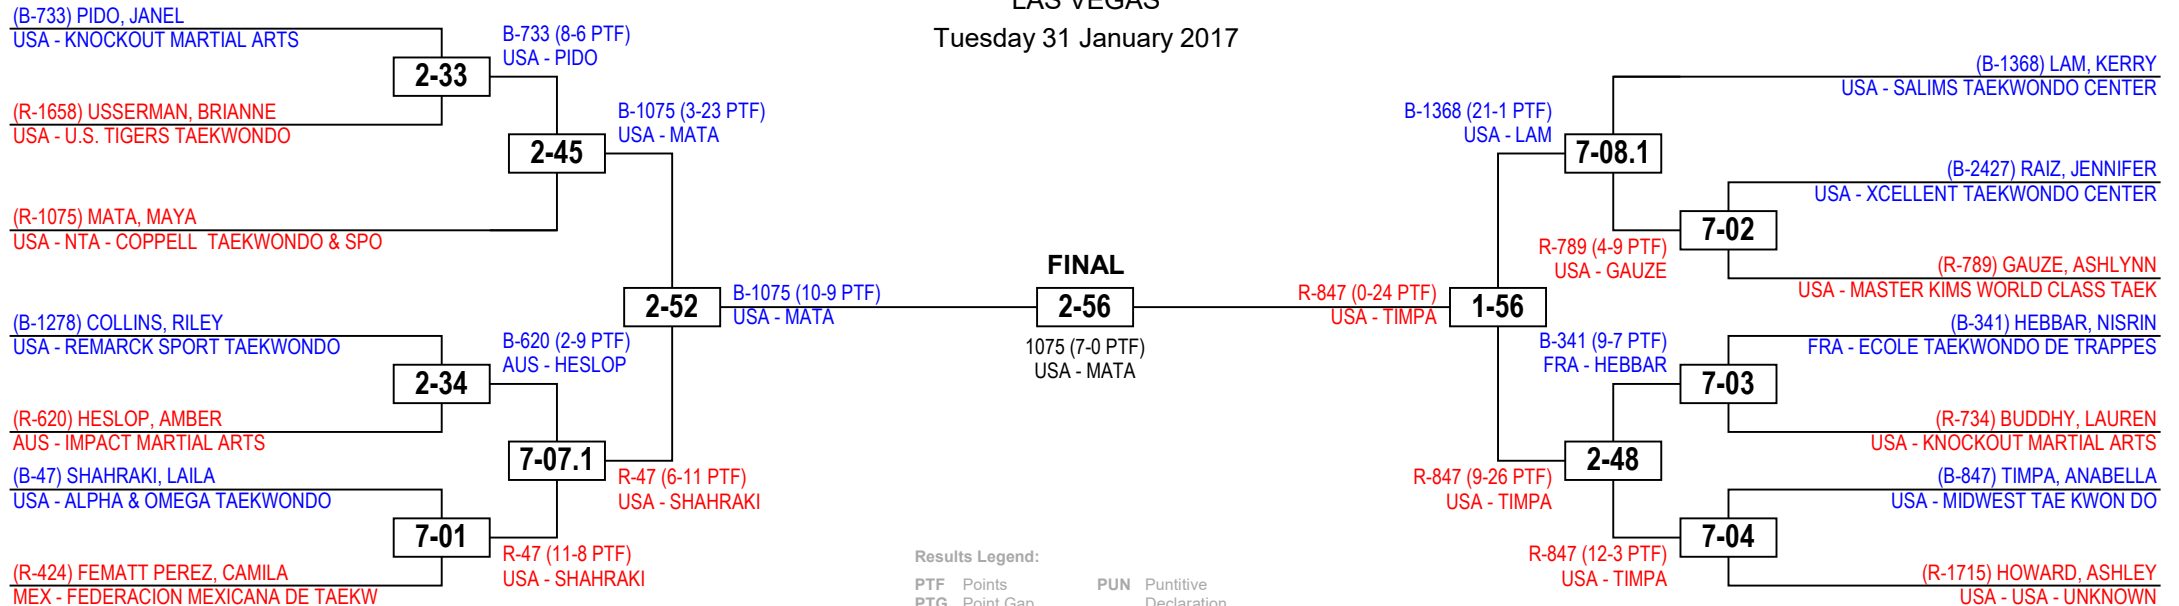 LAS VEGAS
Tuesday 31 January 2017
(B-733) PIDO, JANEL
USA - KNOCKOUT MARTIAL ARTS
2-33
(R-1658) USSERMAN, BRIANNE
USA - U.S. TIGERS TAEKWONDO
B-733 (8-6 PTF)
USA - PIDO
2-45
(R-1075) MATA, MAYA
USA - NTA - COPPELL  TAEKWONDO & SPO
B-1075 (3-23 PTF)
USA - MATA
2-52
(B-1278) COLLINS, RILEY
USA - REMARCK SPORT TAEKWONDO
2-34
(R-620) HESLOP, AMBER
AUS - IMPACT MARTIAL ARTS
B-620 (2-9 PTF)
AUS - HESLOP
7-07.1
(B-47) SHAHRAKI, LAILA
USA - ALPHA & OMEGA TAEKWONDO
7-01
(R-424) FEMATT PEREZ, CAMILA
MEX - FEDERACION MEXICANA DE TAEKW
R-47 (11-8 PTF)
USA - SHAHRAKI
R-47 (6-11 PTF)
USA - SHAHRAKI
B-1075 (10-9 PTF)
USA - MATA
FINAL
2-56
1075 (7-0 PTF)
USA - MATA
R-847 (0-24 PTF)
USA - TIMPA
1-56
B-1368 (21-1 PTF)
USA - LAM
7-08.1
(B-1368) LAM, KERRY
USA - SALIMS TAEKWONDO CENTER
(B-2427) RAIZ, JENNIFER
USA - XCELLENT TAEKWONDO CENTER
7-02
R-789 (4-9 PTF)
USA - GAUZE
(R-789) GAUZE, ASHLYNN
USA - MASTER KIMS WORLD CLASS TAEK
(B-341) HEBBAR, NISRIN
FRA - ECOLE TAEKWONDO DE TRAPPES
B-341 (9-7 PTF)
FRA - HEBBAR
7-03
(R-734) BUDDHY, LAUREN
USA - KNOCKOUT MARTIAL ARTS
2-48
R-847 (9-26 PTF)
USA - TIMPA
(B-847) TIMPA, ANABELLA
USA - MIDWEST TAE KWON DO
7-04
R-847 (12-3 PTF)
USA - TIMPA
(R-1715) HOWARD, ASHLEY
USA - USA - UNKNOWN
Results Legend:
PTF Points PUN Puntitive
PTG Point Gap Declaration